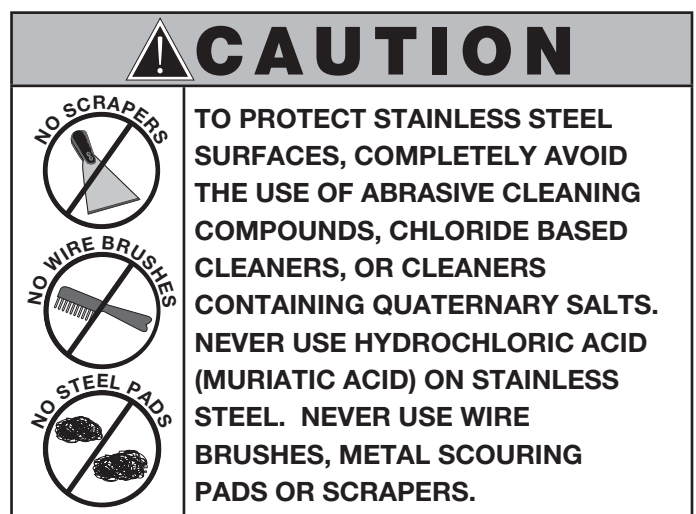 CAUTION
NO SCRAPERS
NO WIRE BRUSHES
NO STEEL PADS
TO PROTECT STAINLESS STEEL
SURFACES, COMPLETELY AVOID
THE USE OF ABRASIVE CLEANING
COMPOUNDS, CHLORIDE BASED
CLEANERS, OR CLEANERS
CONTAINING QUATERNARY SALTS.
NEVER USE HYDROCHLORIC ACID
(MURIATIC ACID) ON STAINLESS
STEEL.  NEVER USE WIRE
BRUSHES, METAL SCOURING
PADS OR SCRAPERS.